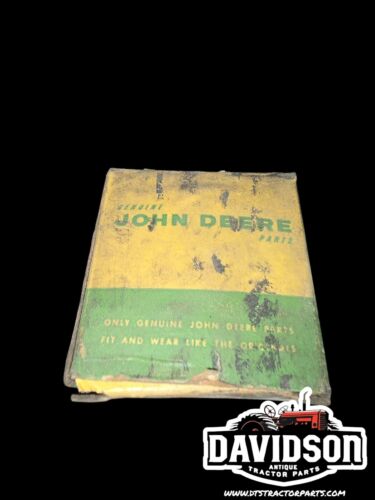 GENUINE
JOHN DEERE
PARTS
ONLY GENUINE JOHN DEERE PARTS
FIT AND WEAR LIKE THE ORIGINALS
DAVIDSON
ANTIQUE
TRACTOR PARTS
WWW.DTSTRACTORPARTS.COM